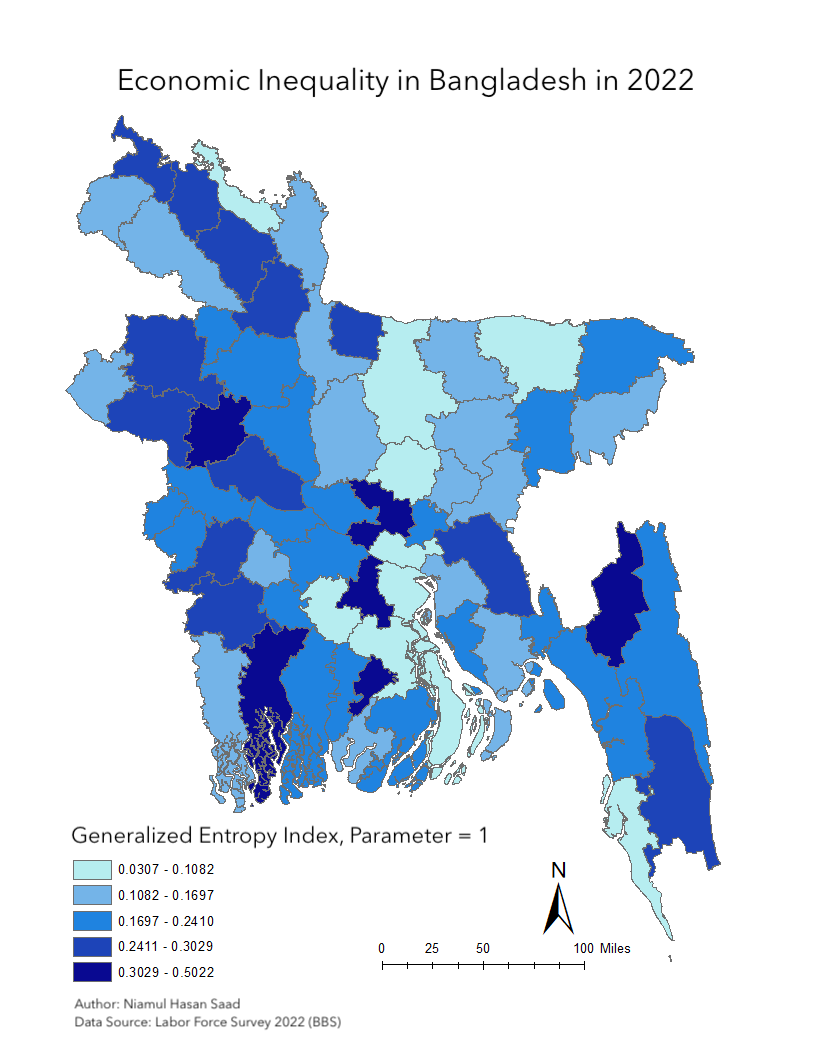 Economic Inequality in Bangladesh in 2022
Generalized Entropy Index, Parameter = 1
0.0307 - 0.1082
0.1082 - 0.1697
0.1697 - 0.2410
0.2411 - 0.3029
0.3029 - 0.5022
N
0 25 50 100 Miles
Author: Niamul Hasan Saad
Data Source: Labor Force Survey 2022 (BBS)